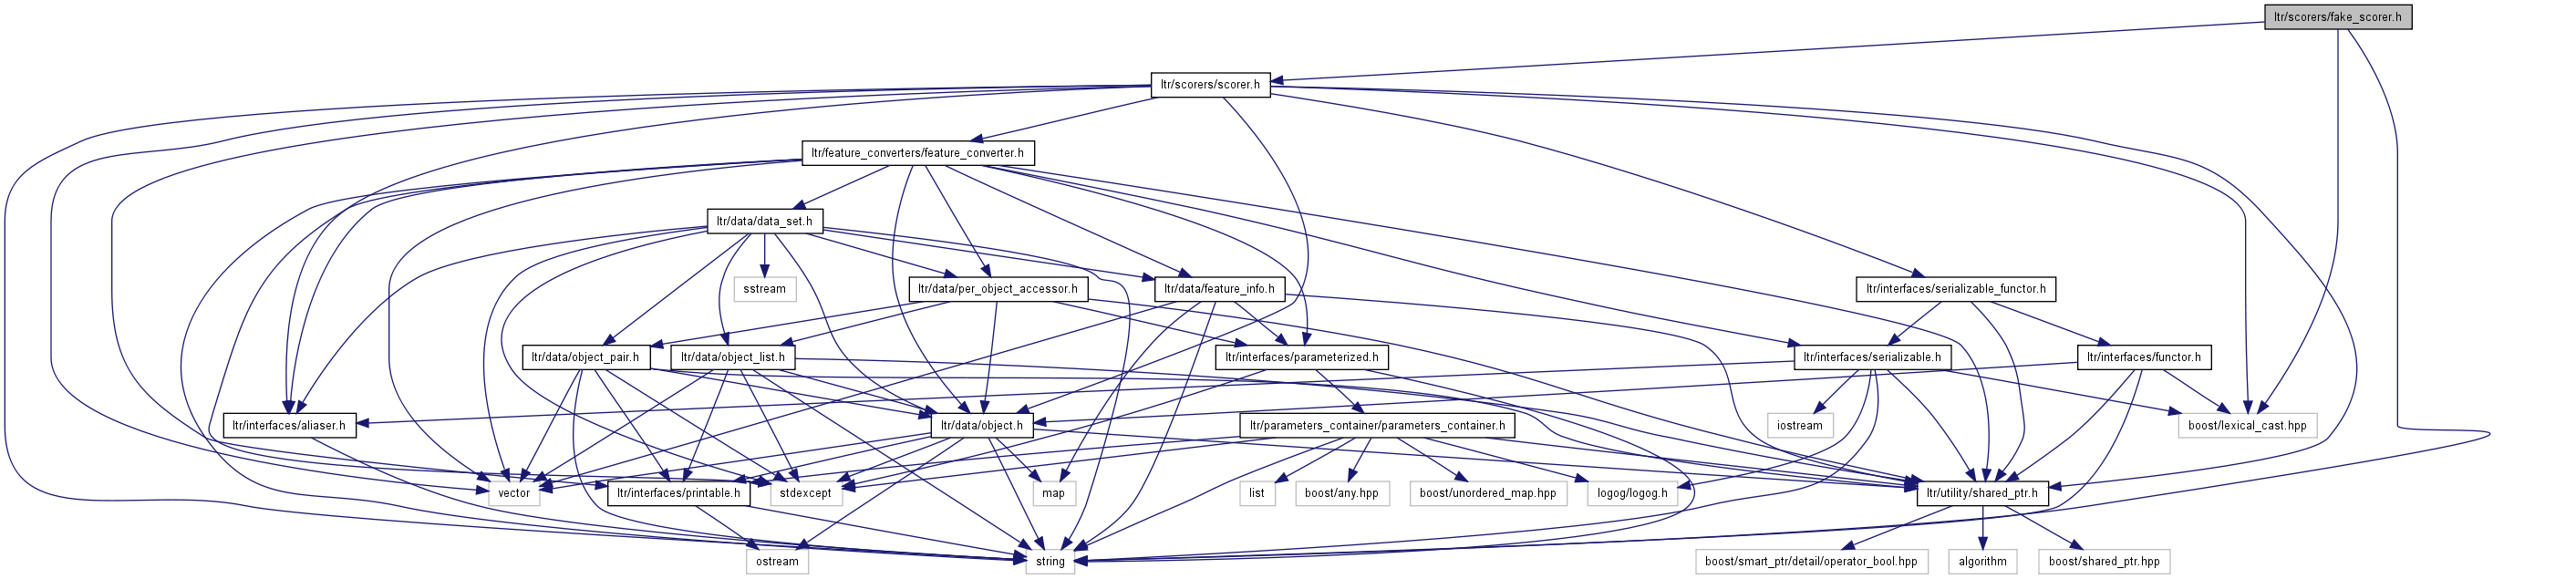 ltr/scorers/fake_scorer.h
ltr/scorers/scorer.h
ltr/feature_converters/feature_converter.h
ltr/data/data_set.h
sstream
ltr/data/per_object_accessor.h
ltr/data/feature_info.h
ltr/interfaces/serializable_functor.h
ltr/data/object_pair.h
ltr/data/object_list.h
ltr/interfaces/parameterized.h
ltr/interfaces/serializable.h
ltr/interfaces/functor.h
ltr/interfaces/aliaser.h
ltr/data/object.h
ltr/parameters_container/parameters_container.h
iostream
boost/lexical_cast.hpp
vector
ltr/interfaces/printable.h
stdexcept
map
list
boost/any.hpp
boost/unordered_map.hpp
logog/logog.h
ltr/utility/shared_ptr.h
ostream
string
boost/smart_ptr/detail/operator_bool.hpp
algorithm
boost/shared_ptr.hpp